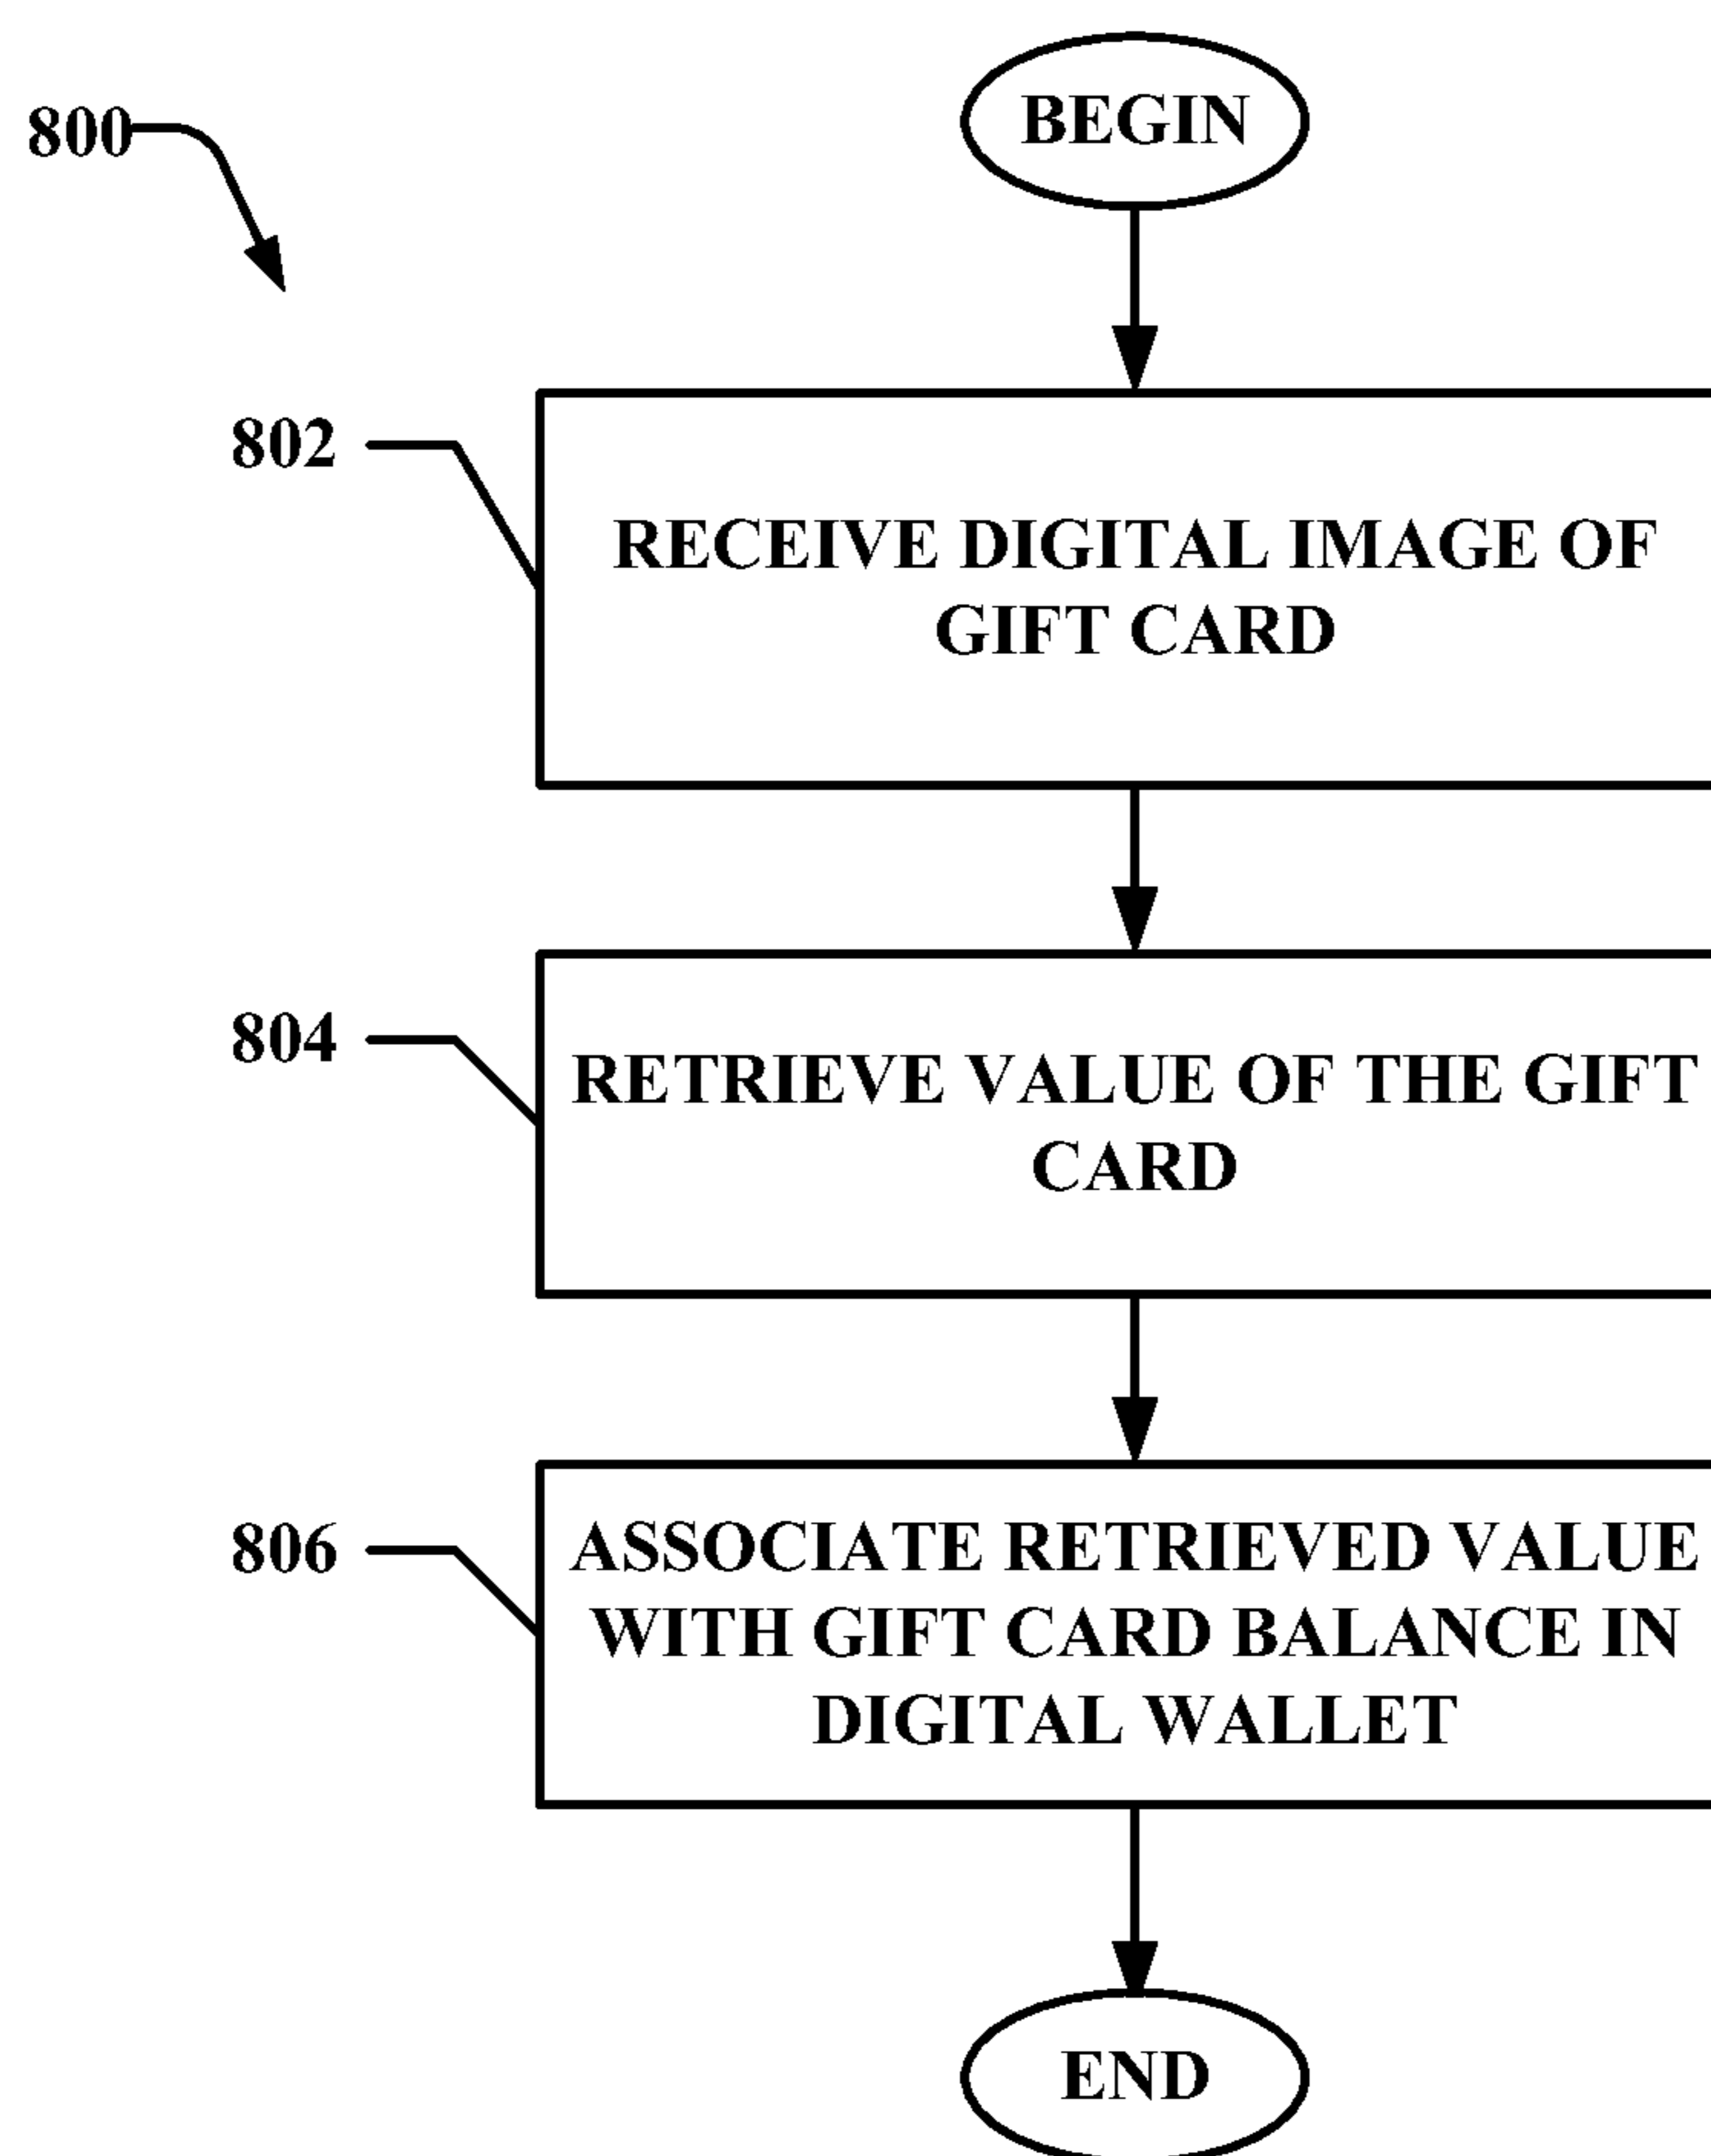 BEGIN
800
802
RECEIVE DIGITAL IMAGE OF
GIFT CARD
804
RETRIEVE VALUE OF THE GIFT
CARD
806
ASSOCIATE RETRIEVED VALUE
WITH GIFT CARD BALANCE IN
DIGITAL WALLET
END